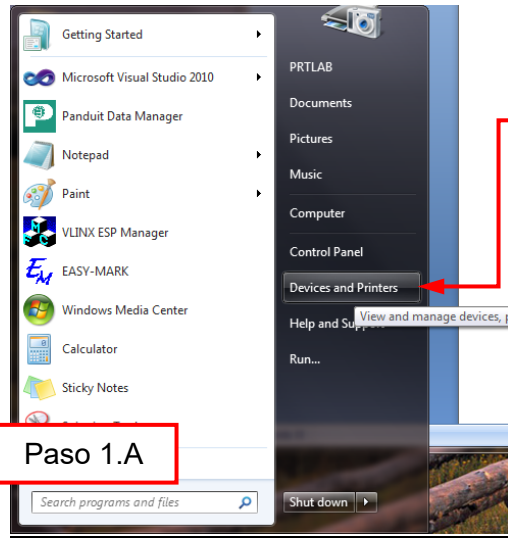 Getting Started
Microsoft Visual Studio 2010
Panduit Data Manager
Notepad
Paint
VLINX ESP Manager
EASY-MARK
Windows Media Center
Calculator
Sticky Notes
Paso 1.A
Search programs and files
PRTLAB
Documents
Pictures
Music
Computer
Control Panel
Devices and Printers
View and manage devices, p
Help and Sup
Run...
Shut down